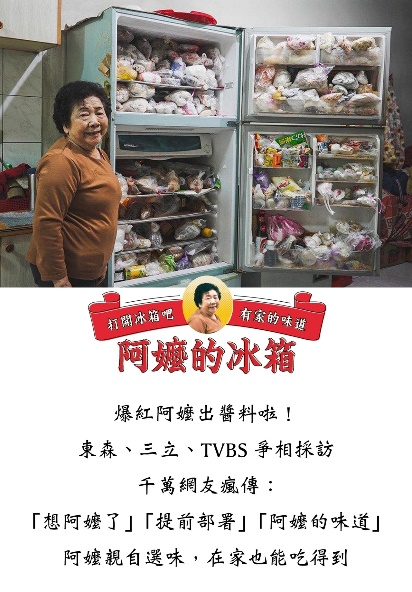 打開冰箱吧
有家的味道
阿嬤的冰箱
爆紅阿嬤出醬料啦！
東森、三立、TVBS 爭相採訪
千萬網友瘋傳：
「想阿嬤了」「提前部署」「阿嬤的味道」
阿嬤親自選味，在家也能吃得到